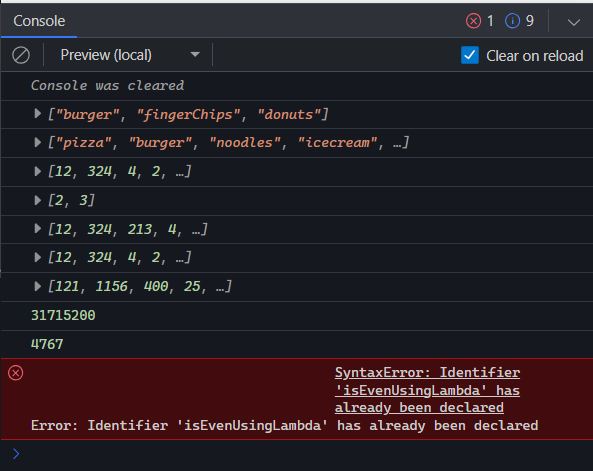 Console 1 9
Preview (local) Clear on reload
Console was cleared
["burger", "fingerChips", "donuts"]
["pizza", "burger", "noodles", "icecream", …]
[12, 324, 4, 2, …]
[2, 3]
[12, 324, 213, 4, …]
[12, 324, 4, 2, …]
[121, 1156, 400, 25, …]
31715200
4767
SyntaxError: Identifier
'isEvenUsingLambda' has
already been declared
Error: Identifier 'isEvenUsingLambda' has already been declared